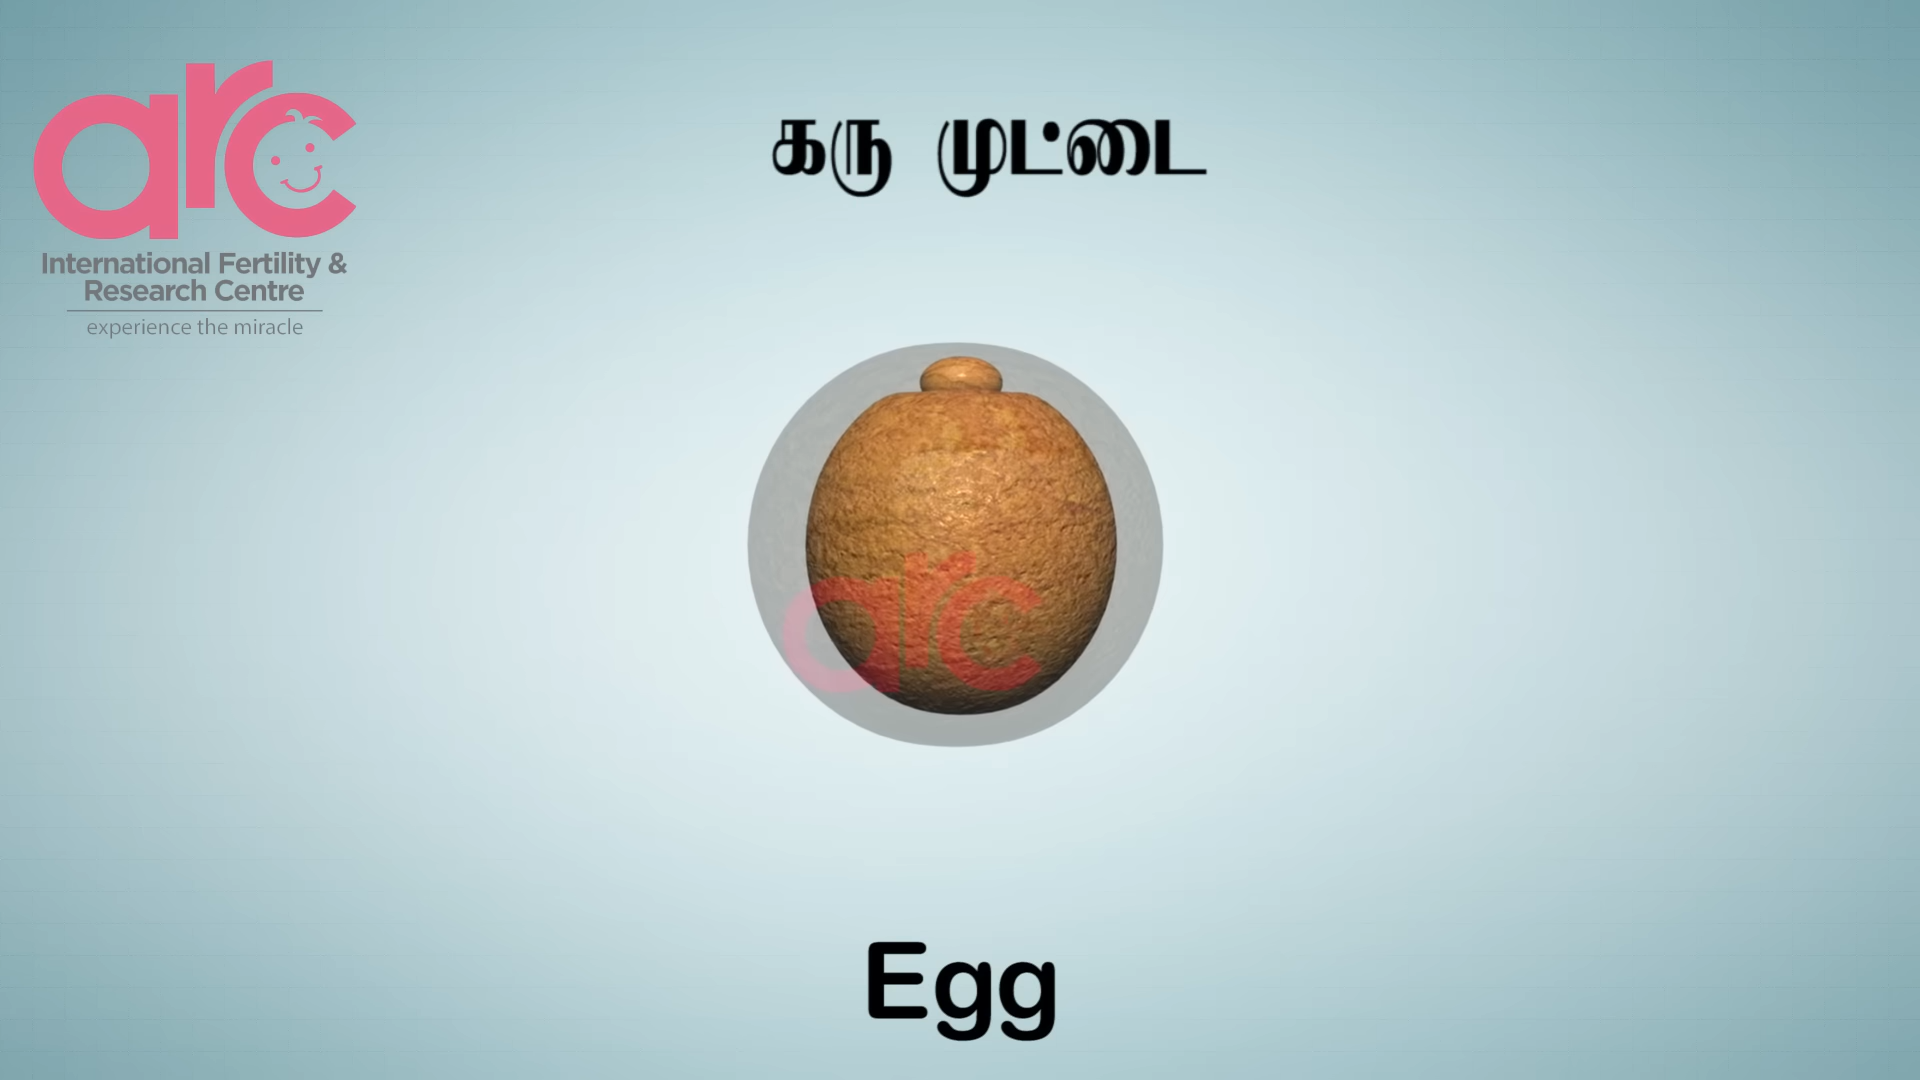 arc
International Fertility &
Research Centre
experience the miracle
கரு முட்டை
arc
Egg